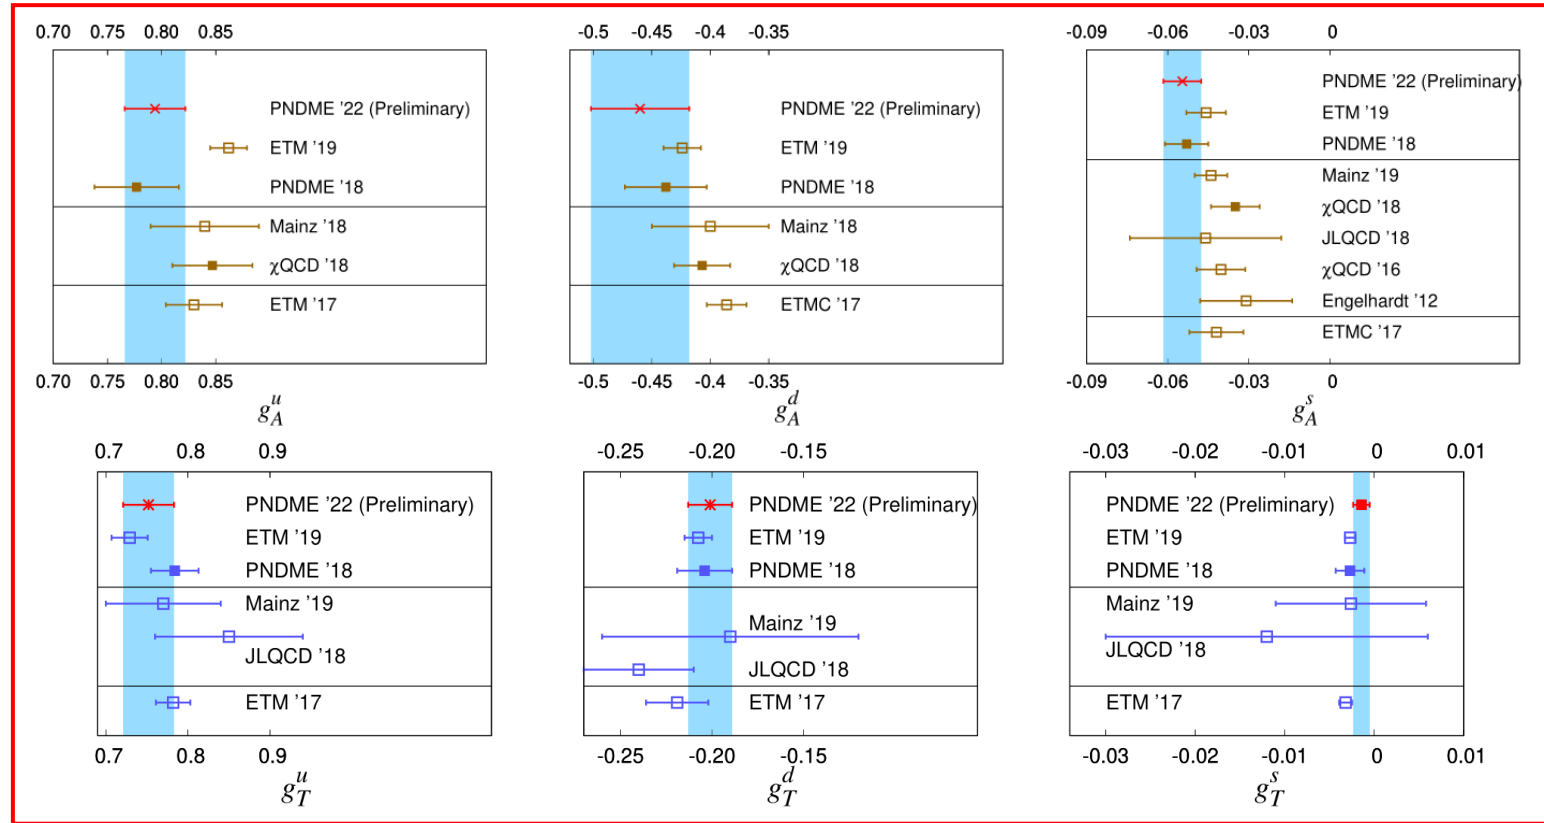 0.70 0.75 0.80 0.85
PNDME ’22 (Preliminary)
ETM ’19
PNDME ’18
Mainz ’18
χQCD ’18
ETM ’17
0.70 0.75 0.80 0.85
g_A^u
-0.5 -0.45 -0.4 -0.35
PNDME ’22 (Preliminary)
ETM ’19
PNDME ’18
Mainz ’18
χQCD ’18
ETMC ’17
-0.5 -0.45 -0.4 -0.35
g_A^d
-0.09 -0.06 -0.03 0
PNDME ’22 (Preliminary)
ETM ’19
PNDME ’18
Mainz ’19
χQCD ’18
JLQCD ’18
χQCD ’16
Engelhardt ’12
ETMC ’17
-0.09 -0.06 -0.03 0
g_A^s
0.7 0.8 0.9
PNDME ’22 (Preliminary)
ETM ’19
PNDME ’18
Mainz ’19
JLQCD ’18
ETM ’17
0.7 0.8 0.9
g_T^u
-0.25 -0.20 -0.15
PNDME ’22 (Preliminary)
ETM ’19
PNDME ’18
Mainz ’19
JLQCD ’18
ETM ’17
-0.25 -0.20 -0.15
g_T^d
-0.03 -0.02 -0.01 0 0.01
PNDME ’22 (Preliminary)
ETM ’19
PNDME ’18
Mainz ’19
JLQCD ’18
ETM ’17
-0.03 -0.02 -0.01 0 0.01
g_T^s